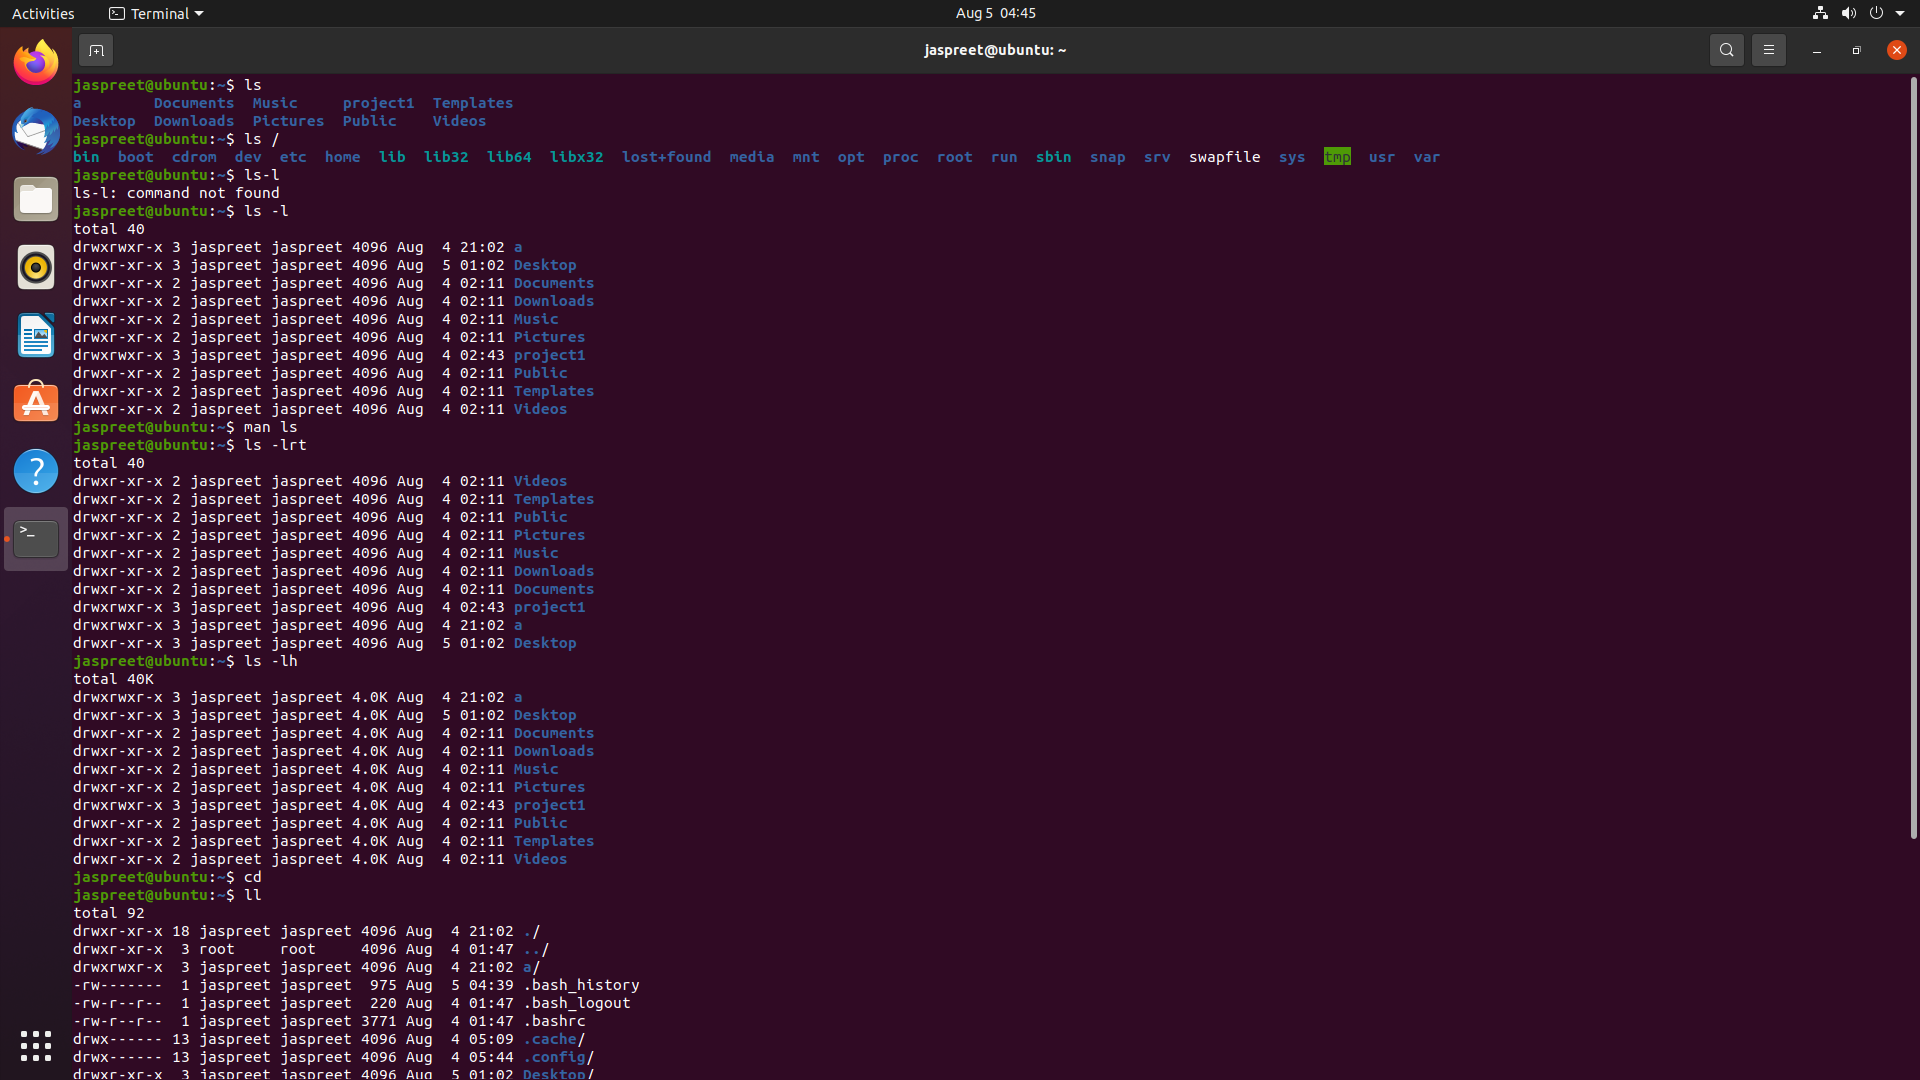 Activities Terminal Aug 5 04:45
jaspreet@ubuntu: ~
jaspreet@ubuntu:~$ ls
a Documents Music project1 Templates
Desktop Downloads Pictures Public Videos
jaspreet@ubuntu:~$ ls /
bin boot cdrom dev etc home lib lib32 lib64 libx32 lost+found media mnt opt proc root run sbin snap srv swapfile sys tmp usr var
jaspreet@ubuntu:~$ ls-l
ls-l: command not found
jaspreet@ubuntu:~$ ls -l
total 40
drwxrwxr-x 3 jaspreet jaspreet 4096 Aug  4 21:02 a
drwxr-xr-x 3 jaspreet jaspreet 4096 Aug  5 01:02 Desktop
drwxr-xr-x 2 jaspreet jaspreet 4096 Aug  4 02:11 Documents
drwxr-xr-x 2 jaspreet jaspreet 4096 Aug  4 02:11 Downloads
drwxr-xr-x 2 jaspreet jaspreet 4096 Aug  4 02:11 Music
drwxr-xr-x 2 jaspreet jaspreet 4096 Aug  4 02:11 Pictures
drwxrwxr-x 3 jaspreet jaspreet 4096 Aug  4 02:43 project1
drwxr-xr-x 2 jaspreet jaspreet 4096 Aug  4 02:11 Public
drwxr-xr-x 2 jaspreet jaspreet 4096 Aug  4 02:11 Templates
drwxr-xr-x 2 jaspreet jaspreet 4096 Aug  4 02:11 Videos
jaspreet@ubuntu:~$ man ls
jaspreet@ubuntu:~$ ls -lrt
total 40
drwxr-xr-x 2 jaspreet jaspreet 4096 Aug  4 02:11 Videos
drwxr-xr-x 2 jaspreet jaspreet 4096 Aug  4 02:11 Templates
drwxr-xr-x 2 jaspreet jaspreet 4096 Aug  4 02:11 Public
drwxr-xr-x 2 jaspreet jaspreet 4096 Aug  4 02:11 Pictures
drwxr-xr-x 2 jaspreet jaspreet 4096 Aug  4 02:11 Music
drwxr-xr-x 2 jaspreet jaspreet 4096 Aug  4 02:11 Downloads
drwxr-xr-x 2 jaspreet jaspreet 4096 Aug  4 02:11 Documents
drwxrwxr-x 3 jaspreet jaspreet 4096 Aug  4 02:43 project1
drwxrwxr-x 3 jaspreet jaspreet 4096 Aug  4 21:02 a
drwxr-xr-x 3 jaspreet jaspreet 4096 Aug  5 01:02 Desktop
jaspreet@ubuntu:~$ ls -lh
total 40K
drwxrwxr-x 3 jaspreet jaspreet 4.0K Aug  4 21:02 a
drwxr-xr-x 3 jaspreet jaspreet 4.0K Aug  5 01:02 Desktop
drwxr-xr-x 2 jaspreet jaspreet 4.0K Aug  4 02:11 Documents
drwxr-xr-x 2 jaspreet jaspreet 4.0K Aug  4 02:11 Downloads
drwxr-xr-x 2 jaspreet jaspreet 4.0K Aug  4 02:11 Music
drwxr-xr-x 2 jaspreet jaspreet 4.0K Aug  4 02:11 Pictures
drwxrwxr-x 3 jaspreet jaspreet 4.0K Aug  4 02:43 project1
drwxr-xr-x 2 jaspreet jaspreet 4.0K Aug  4 02:11 Public
drwxr-xr-x 2 jaspreet jaspreet 4.0K Aug  4 02:11 Templates
drwxr-xr-x 2 jaspreet jaspreet 4.0K Aug  4 02:11 Videos
jaspreet@ubuntu:~$ cd
jaspreet@ubuntu:~$ ll
total 92
drwxr-xr-x 18 jaspreet jaspreet 4096 Aug  4 21:02 ./
drwxr-xr-x  3 root     root     4096 Aug  4 01:47 ../
drwxrwxr-x  3 jaspreet jaspreet 4096 Aug  4 21:02 a/
-rw-------  1 jaspreet jaspreet  975 Aug  5 04:39 .bash_history
-rw-r--r--  1 jaspreet jaspreet  220 Aug  4 01:47 .bash_logout
-rw-r--r--  1 jaspreet jaspreet 3771 Aug  4 01:47 .bashrc
drwx------ 13 jaspreet jaspreet 4096 Aug  4 05:09 .cache/
drwx------ 13 jaspreet jaspreet 4096 Aug  4 05:44 .config/
drwxr-xr-x  3 jaspreet jaspreet 4096 Aug  5 01:02 Desktop/